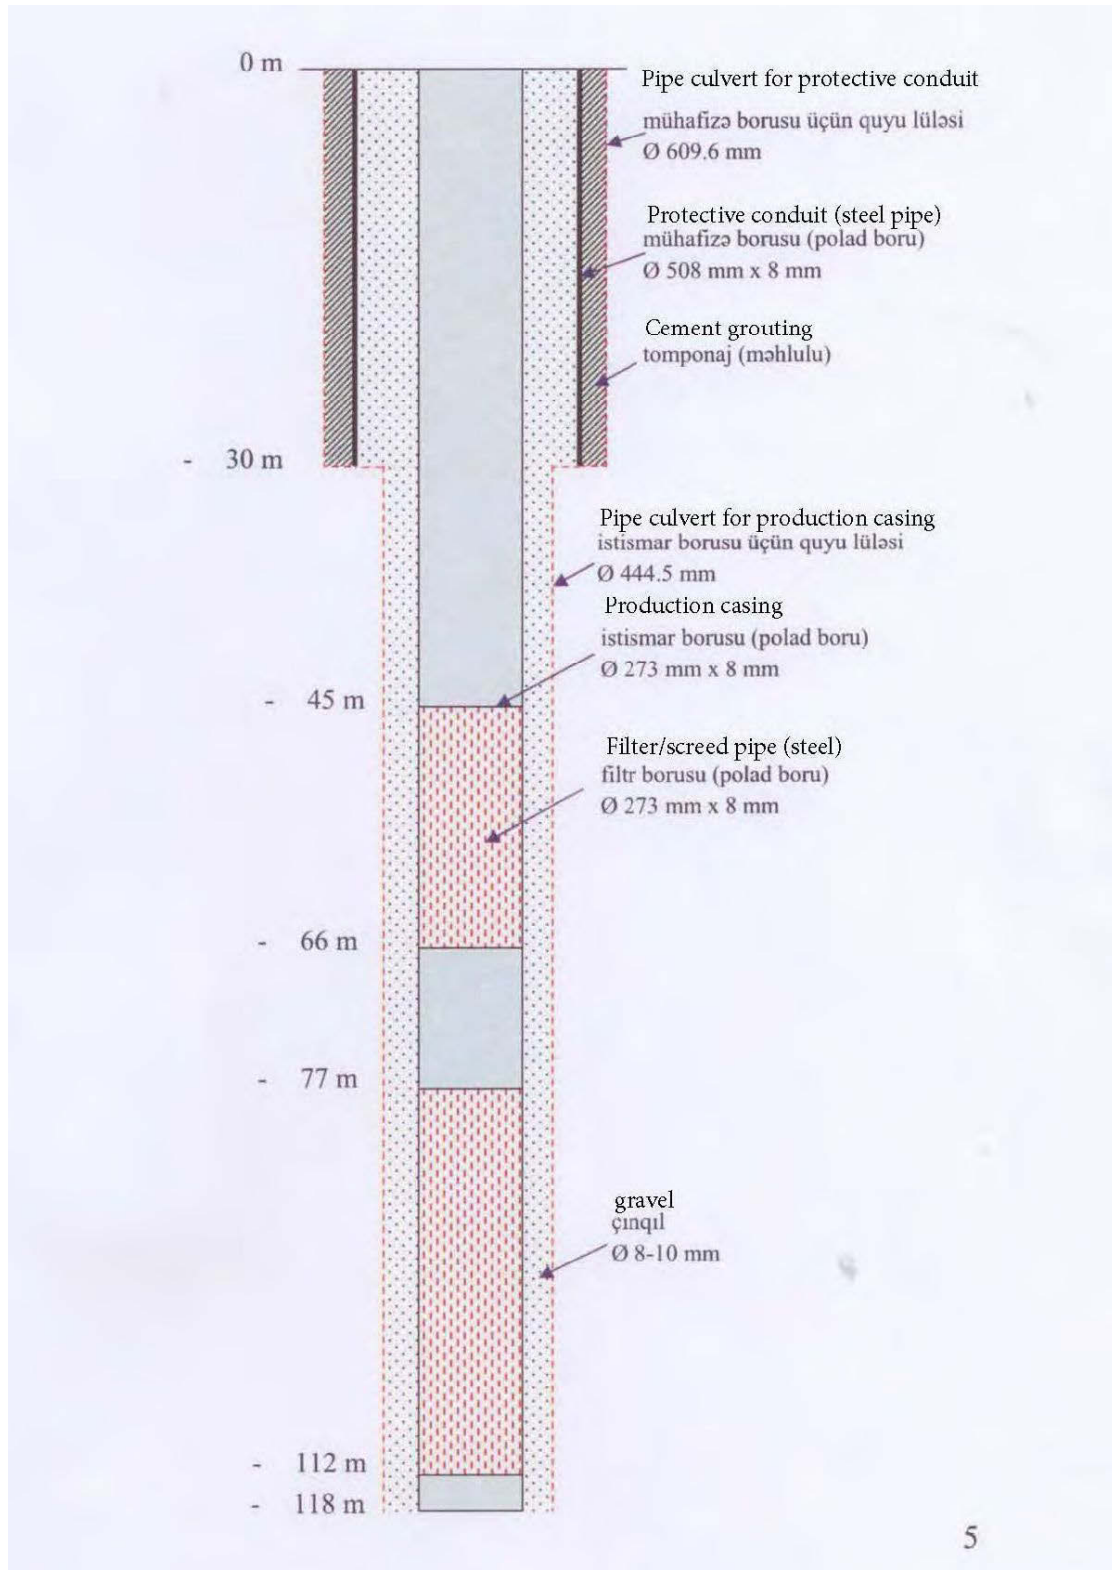 0 m
Pipe culvert for protective conduit
mühafizə borusu üçün quyu lüləsi
Ø 609.6 mm
Protective conduit (steel pipe)
mühafizə borusu (polad boru)
Ø 508 mm x 8 mm
Cement grouting
tomponaj (məhlulu)
- 30 m
Pipe culvert for production casing
istismar borusu üçün quyu lüləsi
Ø 444.5 mm
Production casing
istismar borusu (polad boru)
Ø 273 mm x 8 mm
- 45 m
Filter/screed pipe (steel)
filtr borusu (polad boru)
Ø 273 mm x 8 mm
- 66 m
- 77 m
gravel
çınqıl
Ø 8-10 mm
- 112 m
- 118 m
5